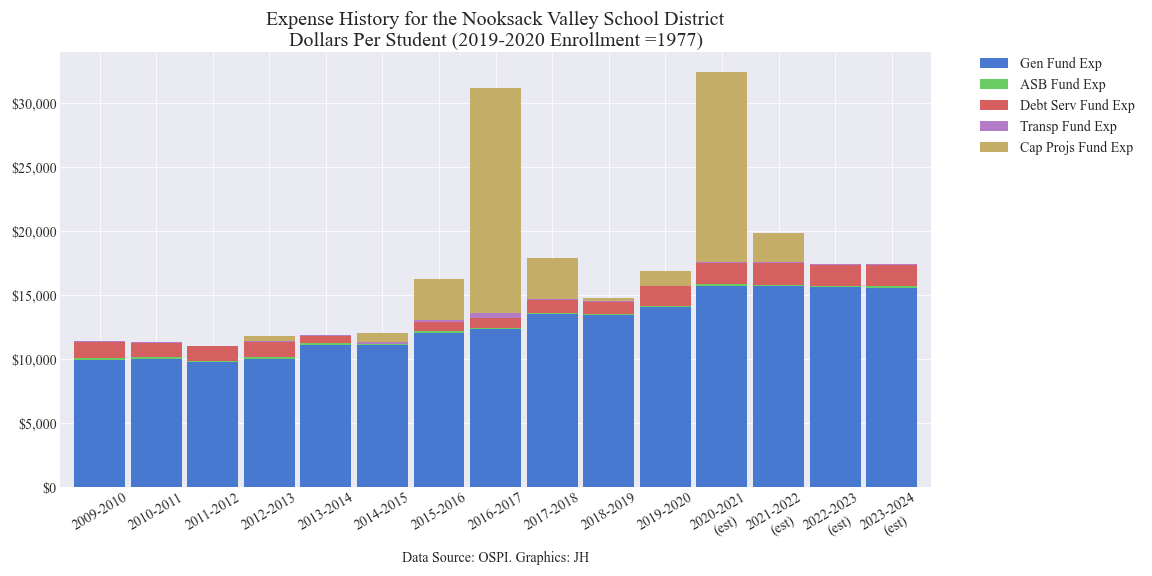 Expense History for the Nooksack Valley School District
Dollars Per Student (2019-2020 Enrollment =1977)
Gen Fund Exp
ASB Fund Exp
Debt Serv Fund Exp
Transp Fund Exp
Cap Projs Fund Exp
$30,000
$25,000
$20,000
$15,000
$10,000
$5,000
$0
2009-2010
2010-2011
2011-2012
2012-2013
2013-2014
2014-2015
2015-2016
2016-2017
2017-2018
2018-2019
2019-2020
2020-2021
(est)
2021-2022
(est)
2022-2023
(est)
2023-2024
(est)
Data Source: OSPI. Graphics: JH